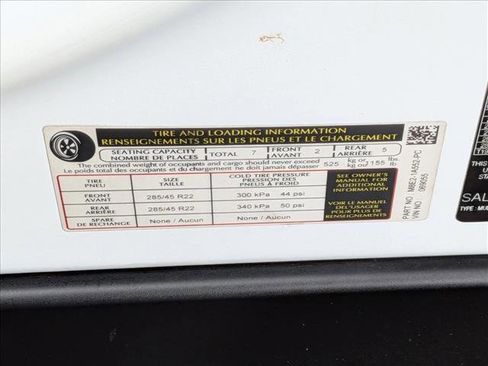 TIRE AND LOADING INFORMATION
RENSEIGNEMENTS SUR LES PNEUS ET LE CHARGEMENT
SEATING CAPACITY
NOMBRE DE PLACES
TOTAL 7
FRONT
AVANT 2
REAR
ARRIÈRE 5
The combined weight of occupants and cargo should never exceed
Le poids total des occupants et du chargement ne doit jamais dépasser
525 kg or 1155 lbs
kg ou lb
TIRE
PNEU
SIZE
TAILLE
COLD TIRE PRESSURE
PRESSION DES
PNEUS À FROID
FRONT
AVANT
285/45 R22
300 kPa 44 psi
REAR
ARRIÈRE
285/45 R22
340 kPa 50 psi
SPARE
DE RECHANGE
None / Aucun
None / Aucun
SEE OWNER'S
MANUAL FOR
ADDITIONAL
INFORMATION
VOIR LE MANUEL
DE L'USAGER
POUR PLUS DE
RENSEIGNEMENTS
VIN NO
THIS
SAL